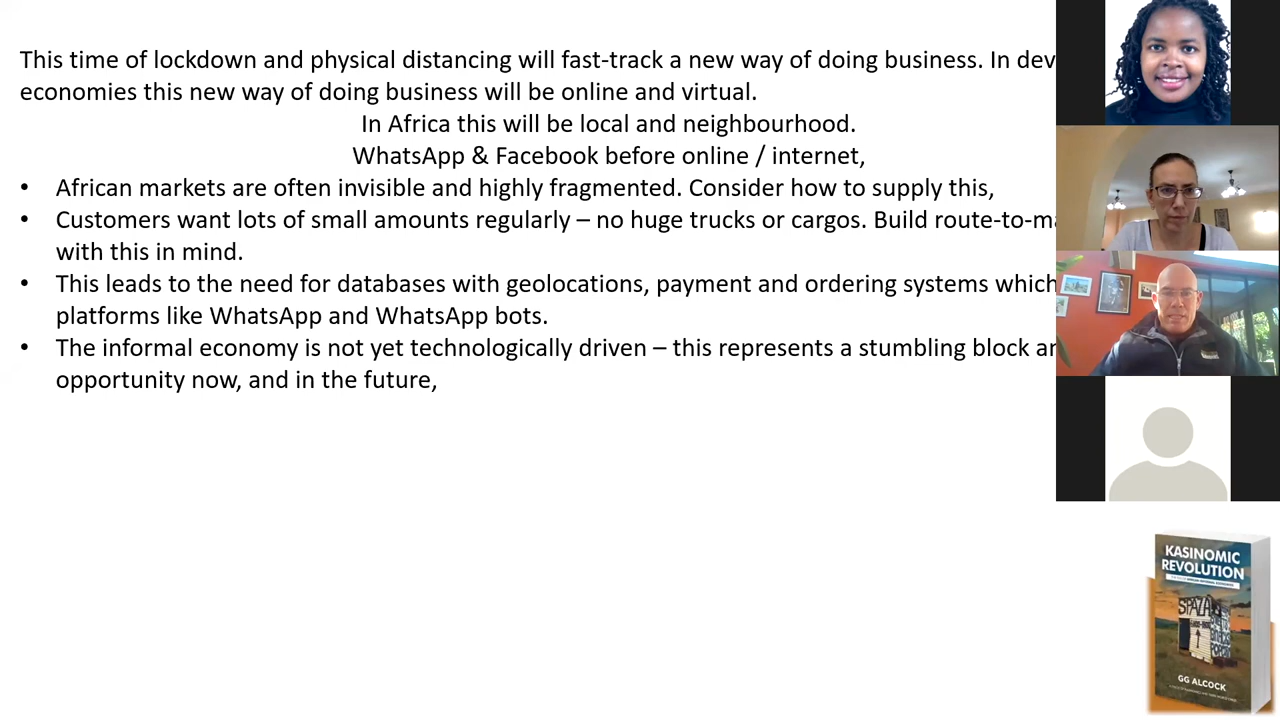 This time of lockdown and physical distancing will fast-track a new way of doing business. In dev
economies this new way of doing business will be online and virtual.
In Africa this will be local and neighbourhood.
WhatsApp & Facebook before online / internet,
• African markets are often invisible and highly fragmented. Consider how to supply this,
• Customers want lots of small amounts regularly – no huge trucks or cargos. Build route-to-ma
with this in mind.
• This leads to the need for databases with geolocations, payment and ordering systems which
platforms like WhatsApp and WhatsApp bots.
• The informal economy is not yet technologically driven – this represents a stumbling block an
opportunity now, and in the future,
KASINOMIC
REVOLUTION
SPAZA
GG ALCOCK